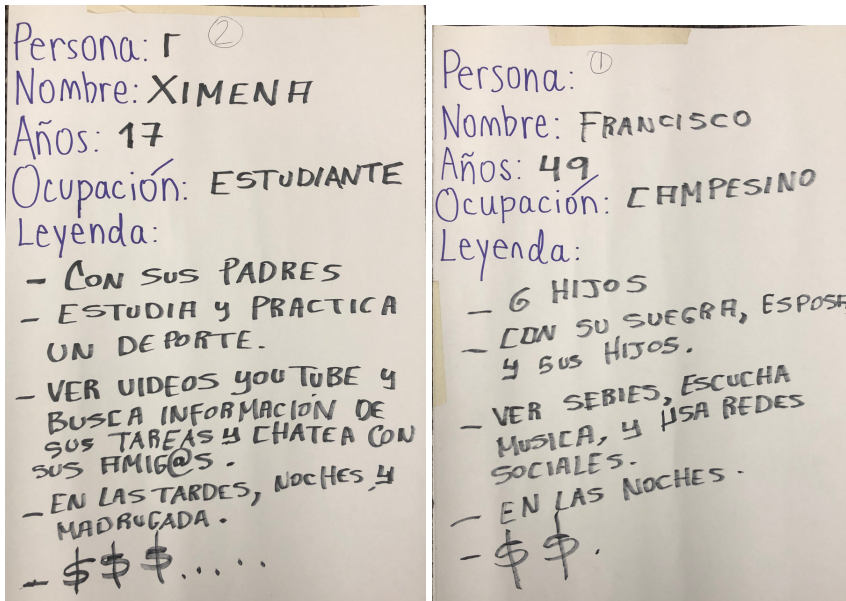 Persona: r ②
Nombre: XIMENA
Años: 17
Ocupación: ESTUDIANTE
Leyenda:
- CON SUS PADRES
- ESTUDIA Y PRACTICA
UN DEPORTE.
- VER VIDEOS YOUTUBE Y
BUSCA INFORMACIÓN DE
SUS TAREAS Y CHATEA CON
SUS AMIG@S.
- EN LAS TARDES, NOCHES Y
MADRUGADA.
- $ $ $ . . . . .
Persona: ①
Nombre: FRANCISCO
Años: 49
Ocupación: CAMPESINO
Leyenda:
- 6 HIJOS
- CON SU SUEGRA, ESPOSA
Y SUS HIJOS.
- VER SERIES, ESCUCHA
MUSICA, Y USA REDES
SOCIALES.
- EN LAS NOCHES.
- $ $ .